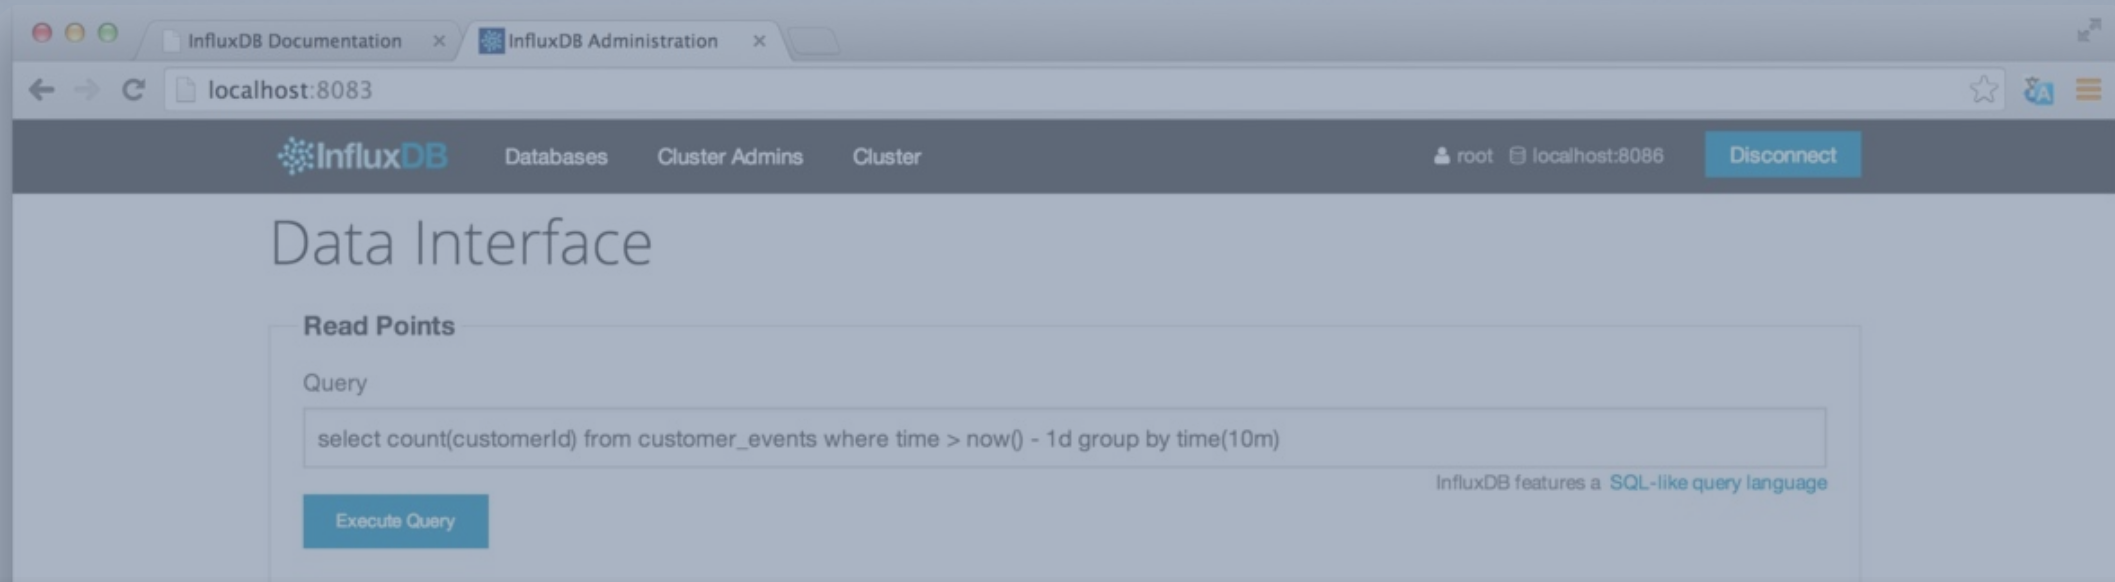 InfluxDB Documentation × InfluxDB Administration ×
localhost:8083
InfluxDB Databases Cluster Admins Cluster root localhost:8086 Disconnect
Data Interface
Read Points
Query
select count(customerId) from customer_events where time > now() - 1d group by time(10m)
InfluxDB features a SQL-like query language
Execute Query